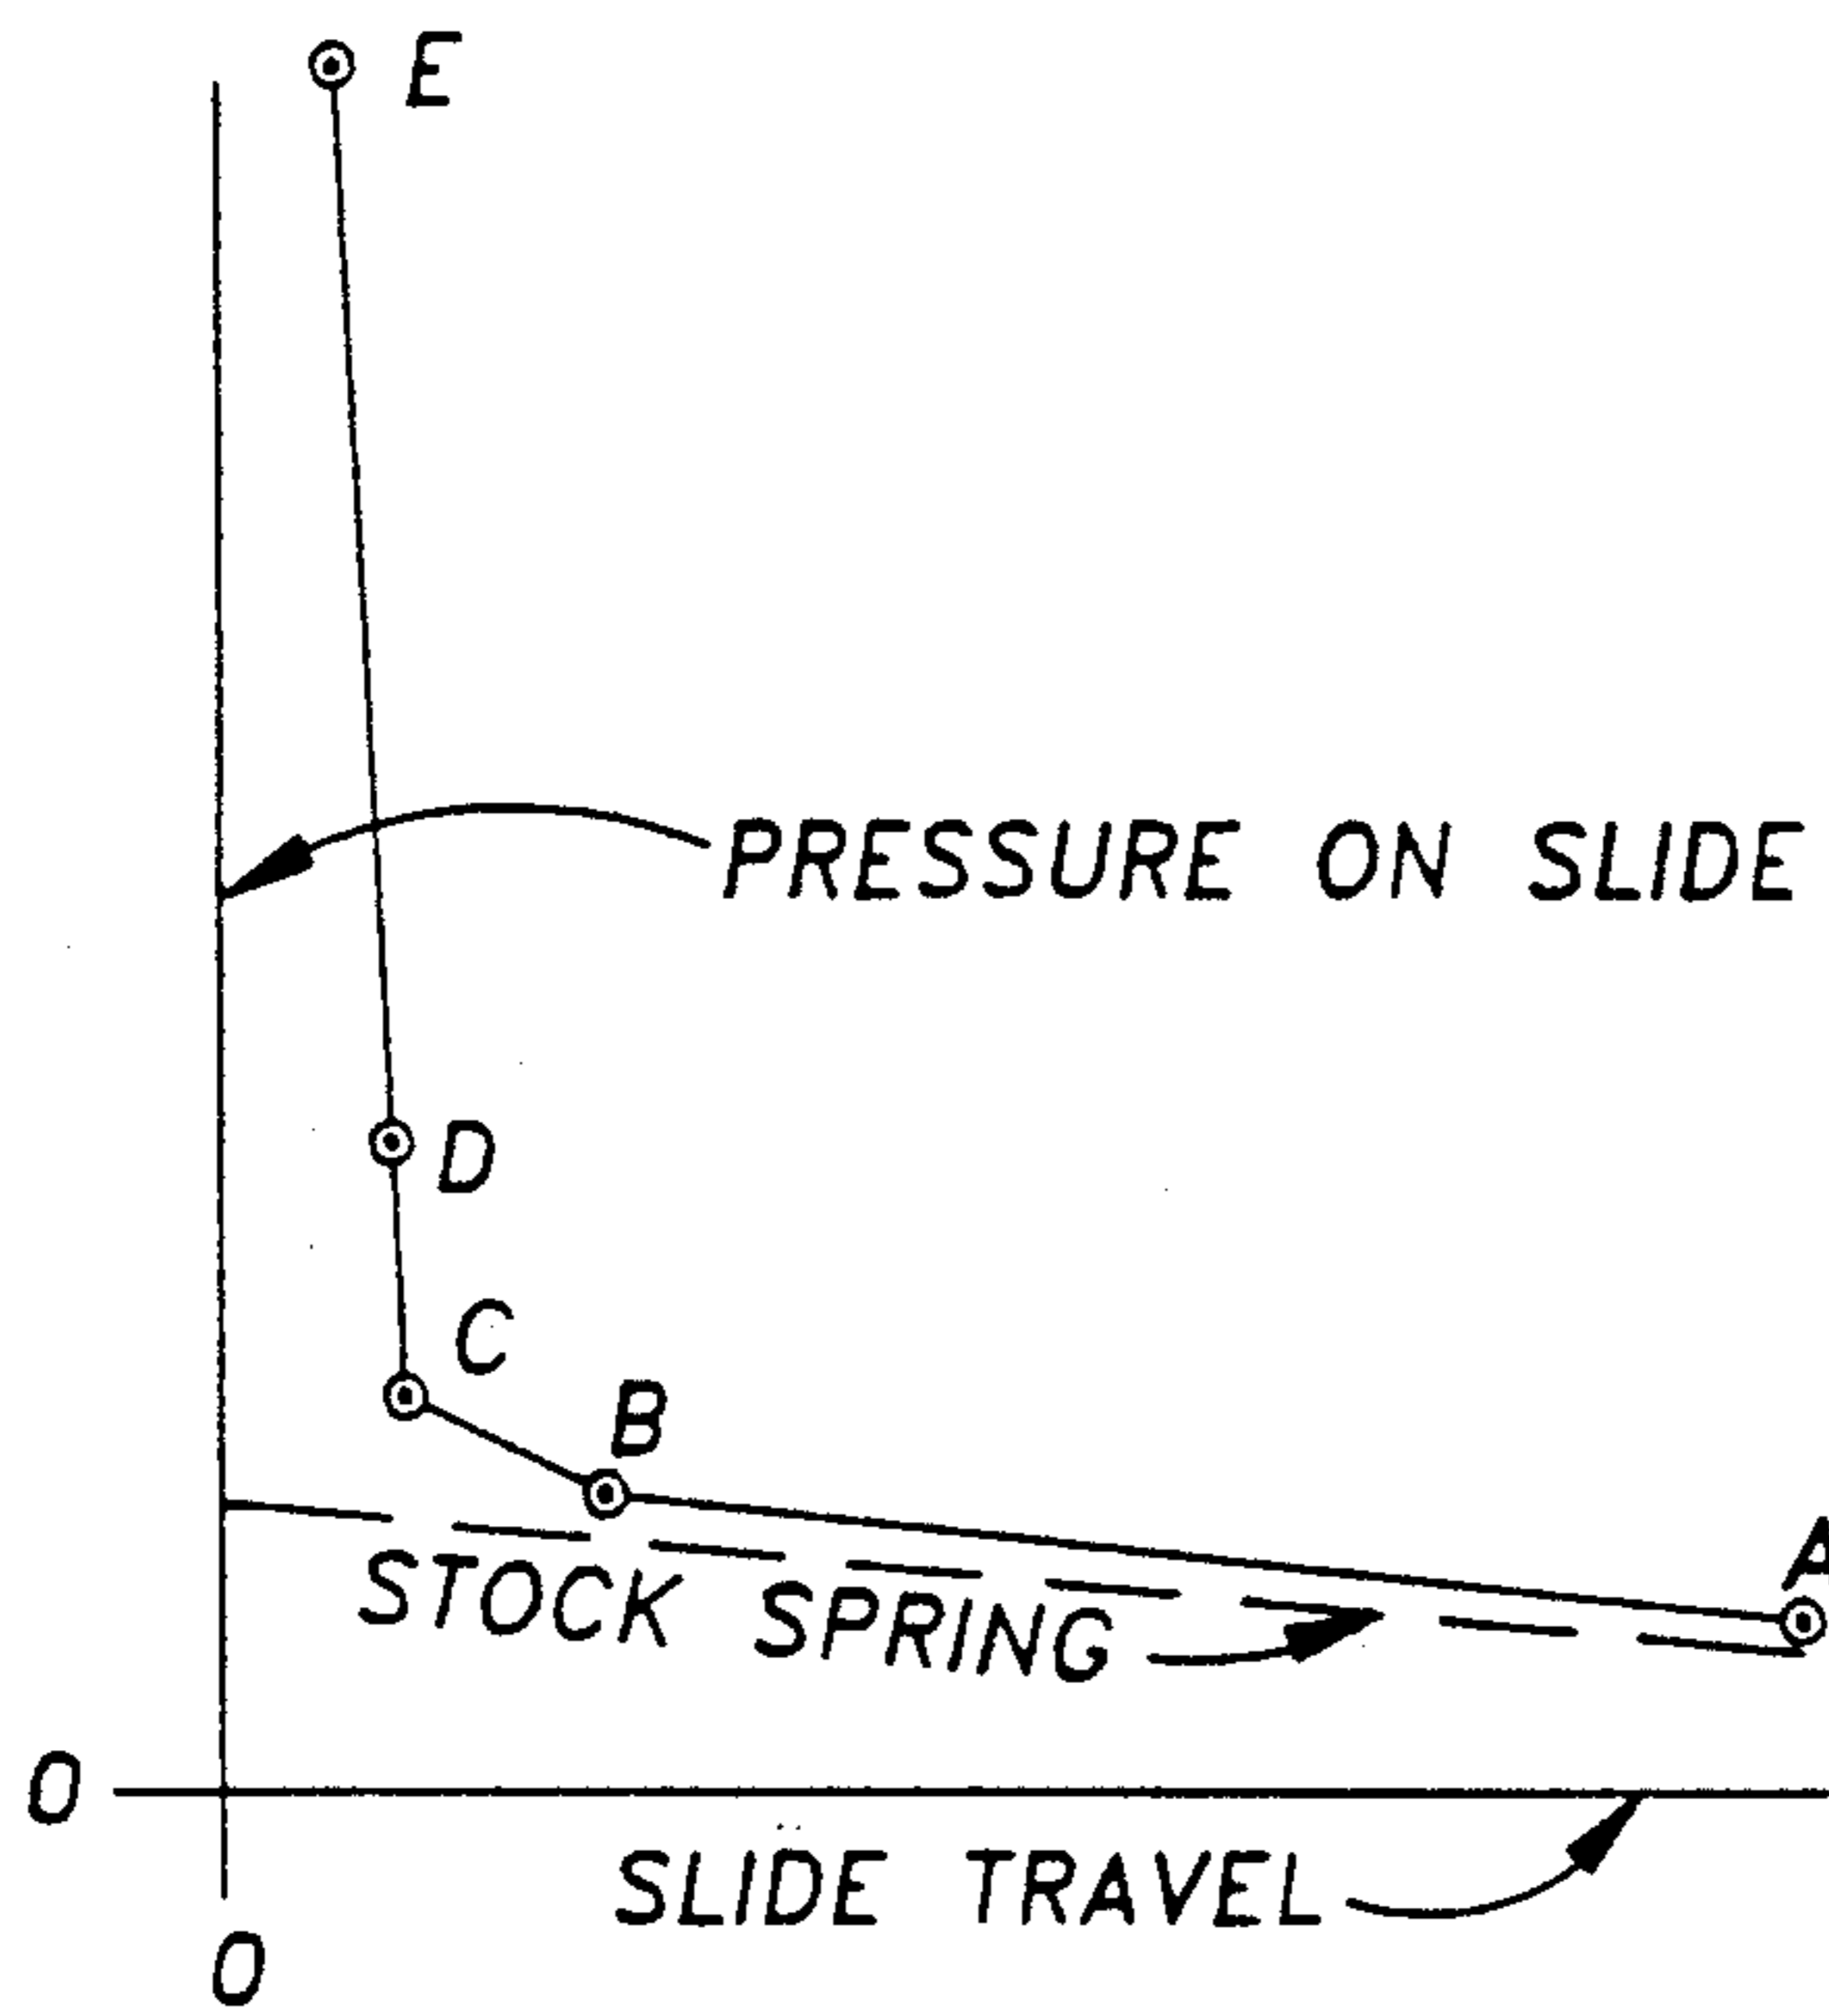 E
PRESSURE ON SLIDE
D
C
B
A
STOCK SPRING
0
SLIDE TRAVEL
0